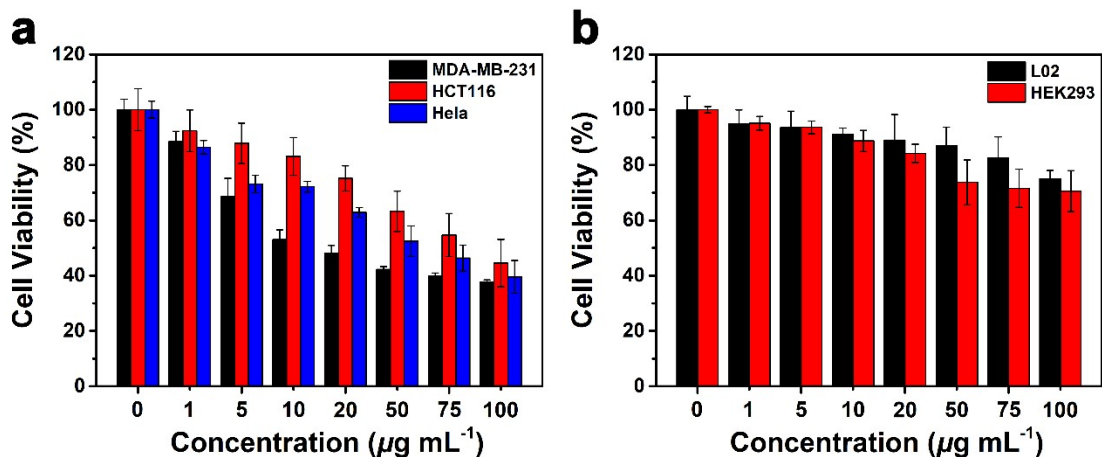 a
MDA-MB-231
HCT116
Hela
Cell Viability (%)
120
100
80
60
40
20
0
0 1 5 10 20 50 75 100
Concentration (µg mL⁻¹)
b
L02
HEK293
Cell Viability (%)
120
100
80
60
40
20
0
0 1 5 10 20 50 75 100
Concentration (µg mL⁻¹)